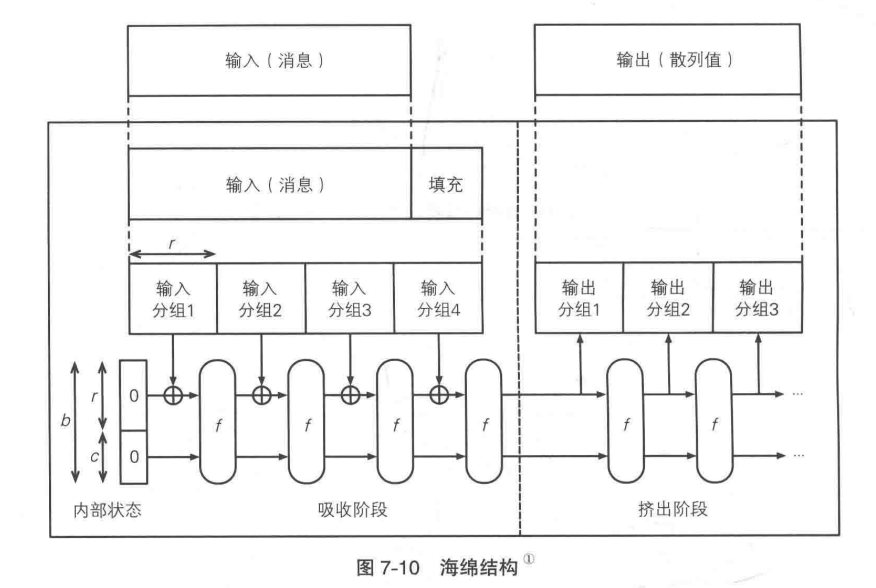 输入（消息）
输出（散列值）
输入（消息）
填充
r
输入
分组1
输入
分组2
输入
分组3
输入
分组4
输出
分组1
输出
分组2
输出
分组3
b
r
c
0
0
f
f
f
f
f
f
...
...
内部状态
吸收阶段
挤出阶段
图 7-10 海绵结构①